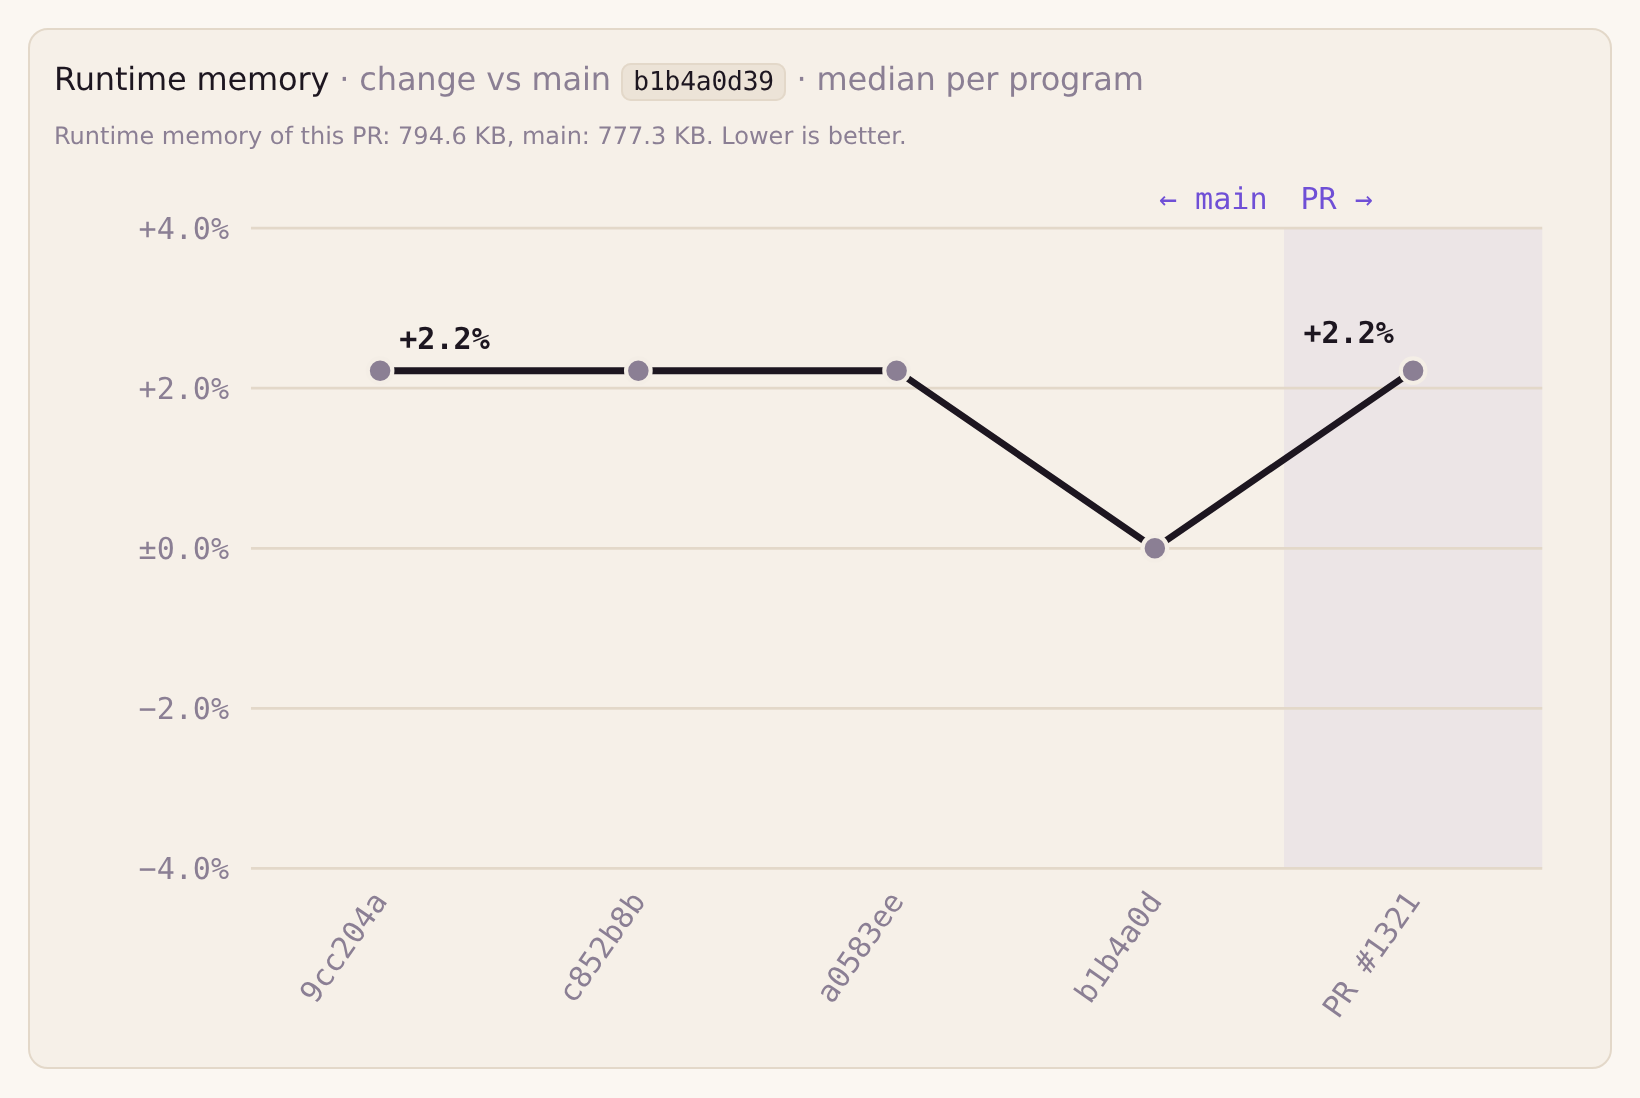 Runtime memory · change vs main b1b4a0d39 · median per program
Runtime memory of this PR: 794.6 KB, main: 777.3 KB. Lower is better.
← main PR →
+4.0%
+2.2%
+2.2%
+2.0%
±0.0%
−2.0%
−4.0%
9cc204a
c852b8b
a0583ee
b1b4a0d
PR #1321